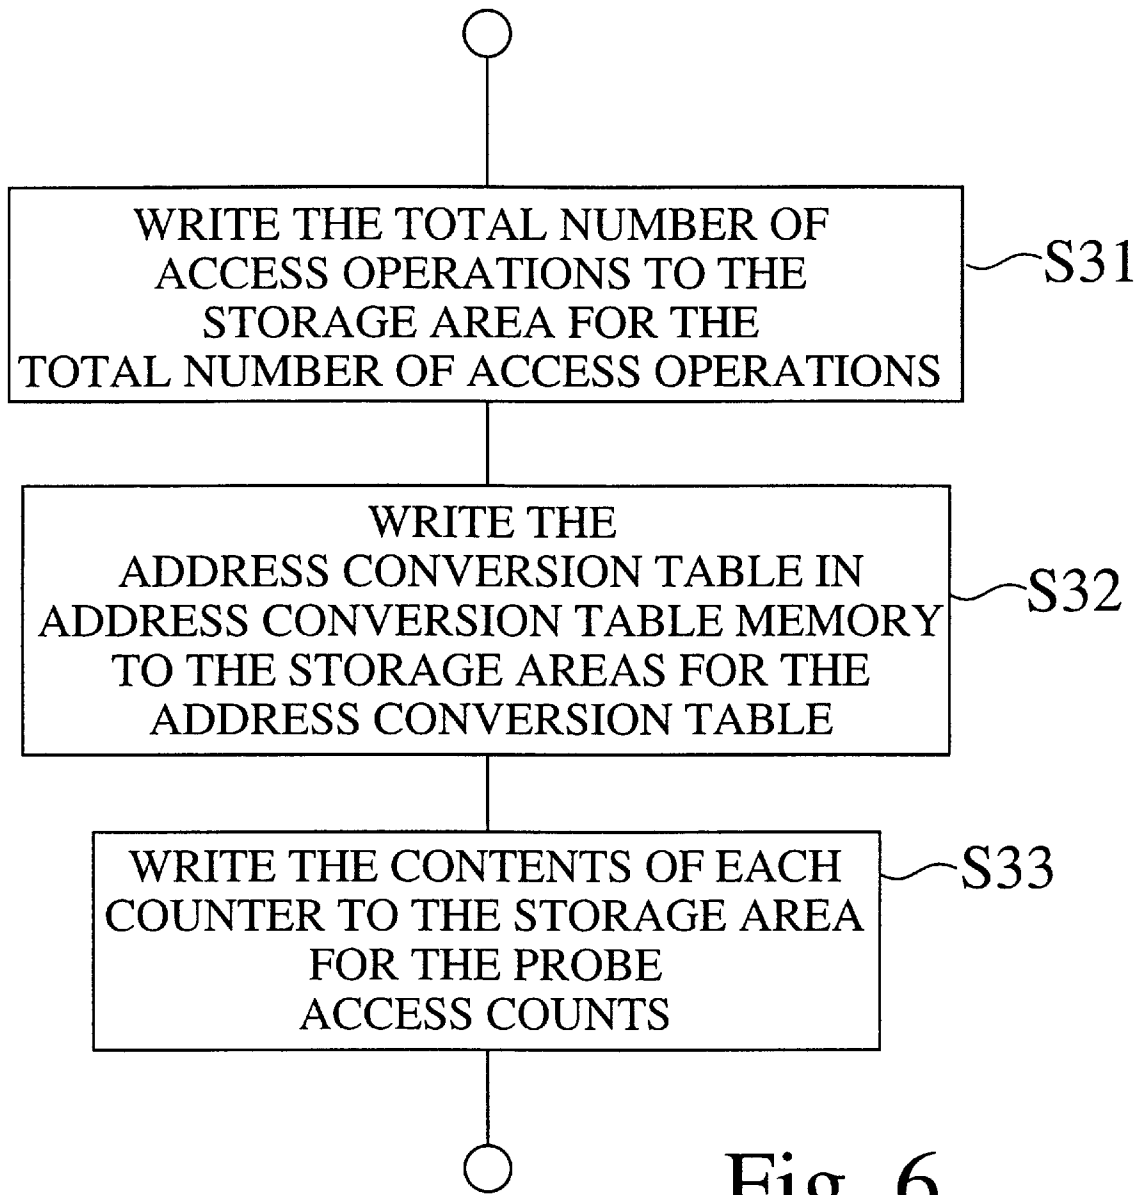 WRITE THE TOTAL NUMBER OF
ACCESS OPERATIONS TO THE
STORAGE AREA FOR THE
TOTAL NUMBER OF ACCESS OPERATIONS
S31
WRITE THE
ADDRESS CONVERSION TABLE IN
ADDRESS CONVERSION TABLE MEMORY
TO THE STORAGE AREAS FOR THE
ADDRESS CONVERSION TABLE
S32
WRITE THE CONTENTS OF EACH
COUNTER TO THE STORAGE AREA
FOR THE PROBE
ACCESS COUNTS
S33
Fig. 6